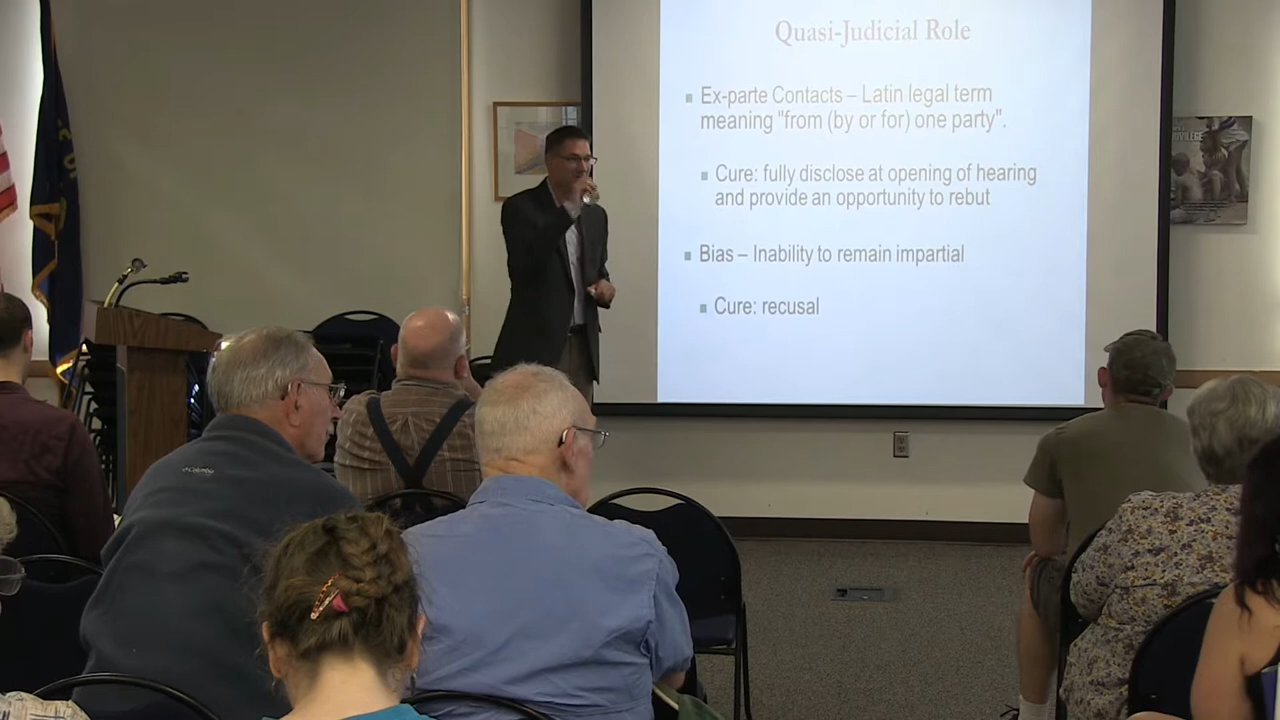 Quasi-Judicial Role
Ex-parte Contacts – Latin legal term
meaning "from (by or for) one party".
Cure: fully disclose at opening of hearing
and provide an opportunity to rebut
Bias – Inability to remain impartial
Cure: recusal
Columbia